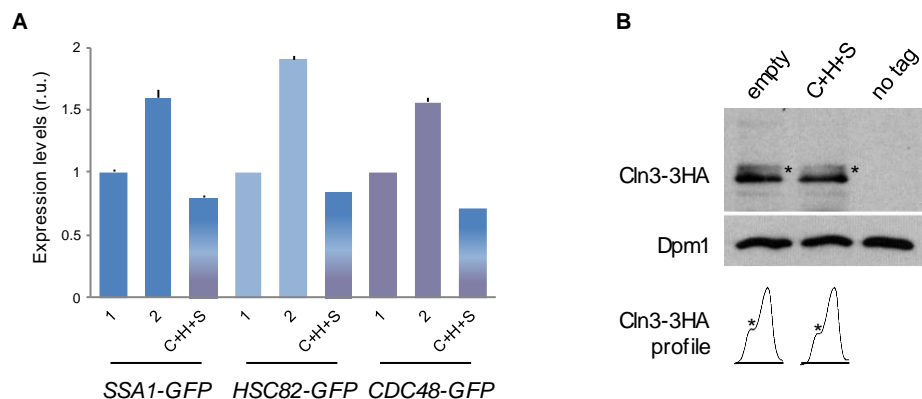 A
Expression levels (r.u.)
2
1.5
1
0.5
0
1
2
C+H+S
1
2
C+H+S
1
2
C+H+S
SSA1-GFP
HSC82-GFP
CDC48-GFP
B
empty
C+H+S
no tag
Cln3-3HA
*
*
Dpm1
Cln3-3HA
profile
*
*